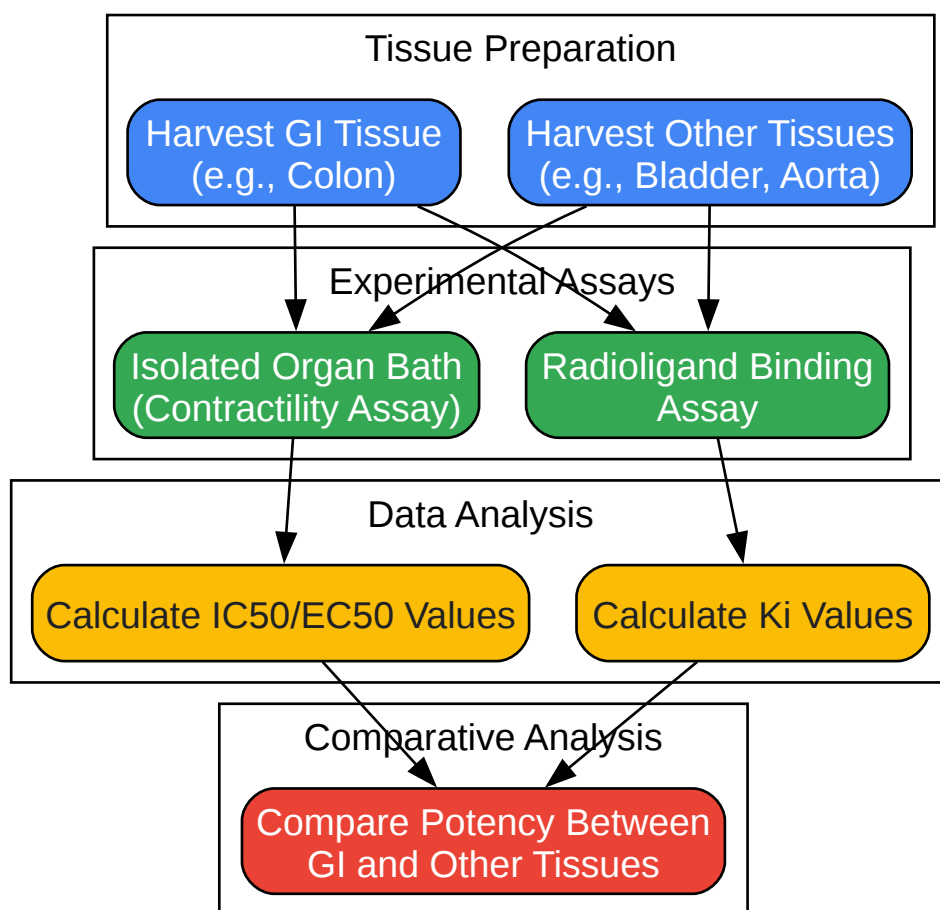 Tissue Preparation
Harvest GI Tissue
(e.g., Colon)
Harvest Other Tissues
(e.g., Bladder, Aorta)
Experimental Assays
Isolated Organ Bath
(Contractility Assay)
Radioligand Binding
Assay
Data Analysis
Calculate IC50/EC50 Values
Calculate Ki Values
Comparative Analysis
Compare Potency Between
GI and Other Tissues